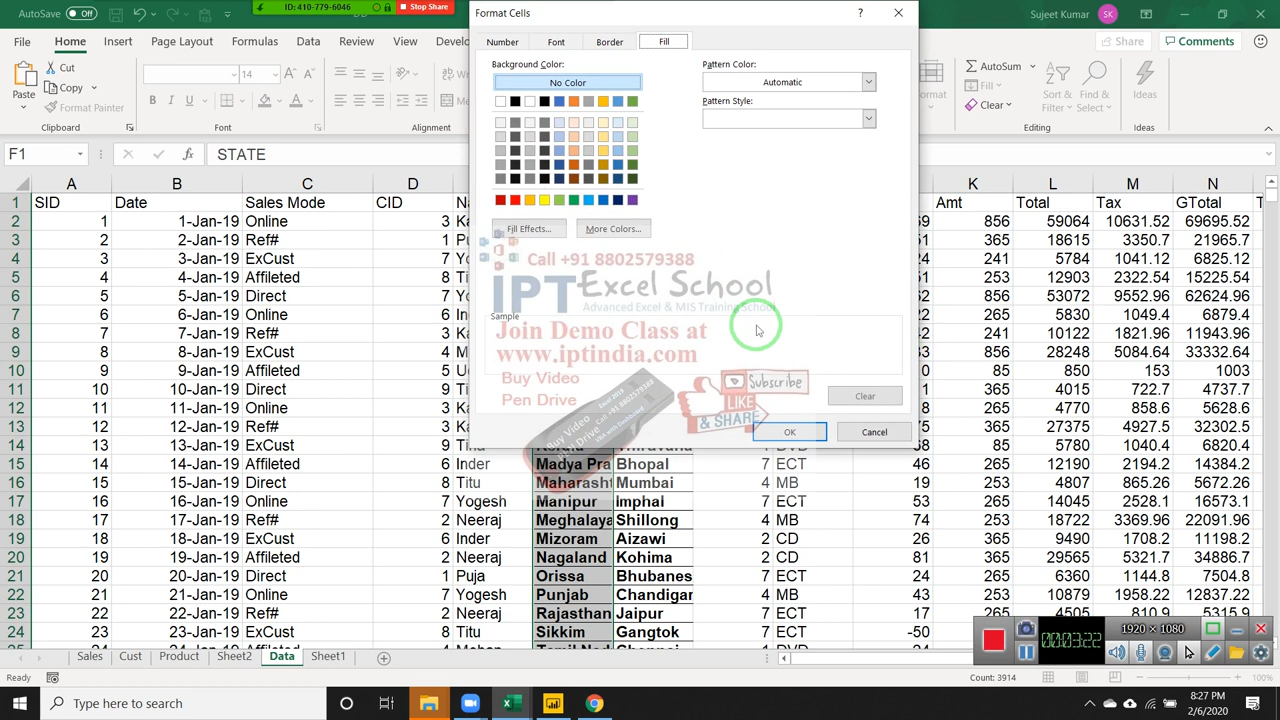 AutoSave Off
ID: 410-779-6046
Stop Share
Sujeet Kumar SK
File Home Insert Page Layout Formulas Data Review View
Share Comments
Paste
Cut
Copy
Format Painter
Clipboard
14
Font
Alignment
Format
AutoSum
Fill
Clear
Sort & Filter
Find & Select
Ideas
Editing
Ideas
Format Cells
Number Font Border Fill
Background Color:
No Color
Pattern Color:
Automatic
Pattern Style:
Fill Effects... More Colors...
Sample
Clear
OK Cancel
Call +91 8802579388
IPT Excel School
Advanced Excel & MIS Training School
Join Demo Class at
www.iptindia.com
Buy Video
Pen Drive
Subscribe
LIKE
& SHARE
F1 STATE
A B C D K L M N
1 SID Date Sales Mode CID Amt Total Tax GTotal
2 1 1-Jan-19 Online 3 856 59064 10631.52 69695.52
3 2 2-Jan-19 Ref# 1 365 18615 3350.7 21965.7
4 3 3-Jan-19 ExCust 6 241 5784 1041.12 6825.12
5 4 4-Jan-19 Affileted 8 253 12903 2322.54 15225.54
6 5 5-Jan-19 Direct 7 856 53072 9552.96 62624.96
7 6 6-Jan-19 Online 6 265 5830 1049.4 6879.4
8 7 7-Jan-19 Ref# 3 241 10122 1821.96 11943.96
9 8 8-Jan-19 ExCust 4 856 28248 5084.64 33332.64
10 9 9-Jan-19 Affileted 5 85 850 153 1003
11 10 10-Jan-19 Direct 9 365 4015 722.7 4737.7
12 11 11-Jan-19 Online 8 265 4770 858.6 5628.6
13 12 12-Jan-19 Ref# 6 365 27375 4927.5 32302.5
14 13 13-Jan-19 ExCust 9 85 5780 1040.4 6820.4
15 14 14-Jan-19 Affileted 6 Inder Madya Pra Bhopal 7 ECT 46 265 12190 2194.2 14384.2
16 15 15-Jan-19 Direct 8 Titu Maharasht Mumbai 4 MB 19 253 4807 865.26 5672.26
17 16 16-Jan-19 Online 7 Yogesh Manipur Imphal 7 ECT 53 265 14045 2528.1 16573.1
18 17 17-Jan-19 Ref# 4 Neeraj Meghalaya Shillong 4 MB 74 253 18722 3369.96 22091.96
19 18 18-Jan-19 ExCust 6 Inder Mizoram Aizawi 2 CD 26 365 9490 1708.2 11198.2
20 19 19-Jan-19 Affileted 2 Neeraj Nagaland Kohima 2 CD 81 365 29565 5321.7 34886.7
21 20 20-Jan-19 Direct 1 Puja Orissa Bhubanes 7 ECT 24 265 6360 1144.8 7504.8
22 21 21-Jan-19 Online 7 Yogesh Punjab Chandigar 4 MB 43 253 10879 1958.22 12837.22
23 22 22-Jan-19 Ref# 2 Neeraj Rajasthan Jaipur 7 ECT 17 265 4505 810.9 5315.9
24 23 23-Jan-19 ExCust 8 Titu Sikkim Gangtok 7 ECT -50
Sales Cust Product Sheet2 Data Sheet1
1920 × 1080
00:03:22
Ready
Count: 3914
100%
Type here to search
8:27 PM
2/6/2020